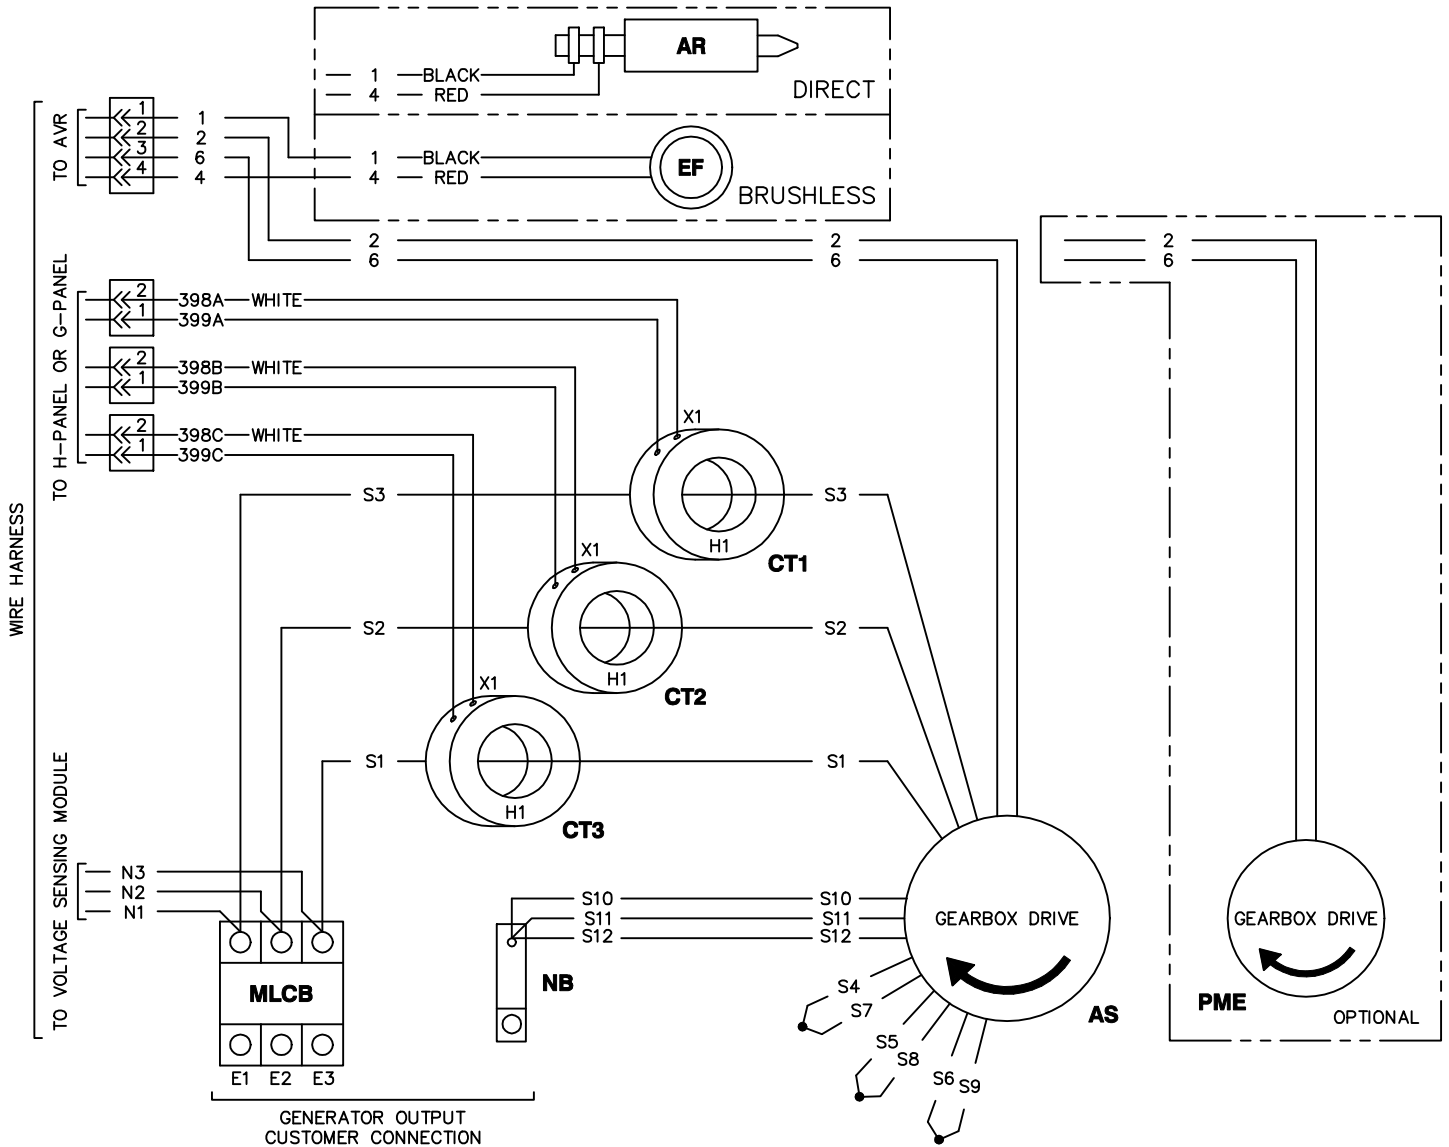 AR
1 BLACK
4 RED
DIRECT
TO AVR
1 1
2 2
3 6
4 4
1 BLACK
4 RED
EF
BRUSHLESS
2 2
6 6
2
6
TO H-PANEL OR G-PANEL
2 398A WHITE
1 399A
2 398B WHITE
1 399B
2 398C WHITE
1 399C
X1
S3 S3
H1
CT1
WIRE HARNESS
X1
S2 S2
H1
CT2
X1
S1 S1
H1
CT3
TO VOLTAGE SENSING MODULE
N3
N2
N1
MLCB
E1 E2 E3
S10 S10
S11 S11
S12 S12
NB
GEARBOX DRIVE
AS
S4
S7
S5
S8
S6
S9
GEARBOX DRIVE
PME
OPTIONAL
GENERATOR OUTPUT
CUSTOMER CONNECTION